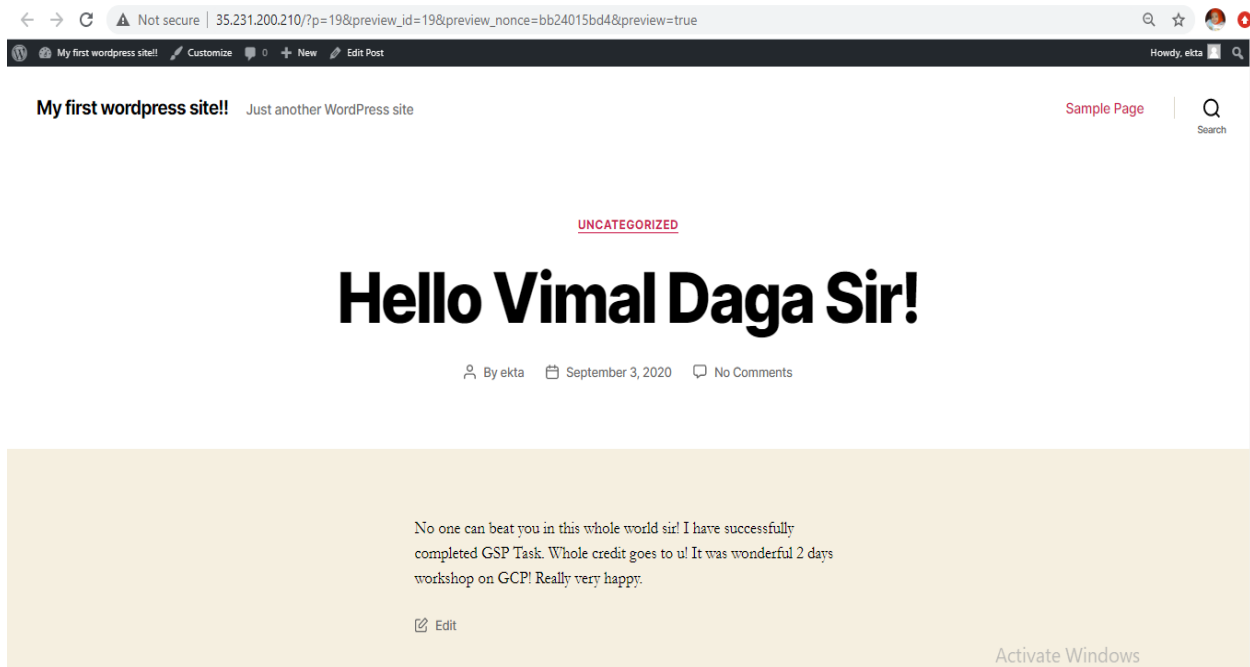 Not secure 35.231.200.210/?p=19&preview_id=19&preview_nonce=bb24015bd4&preview=true
My first wordpress site!! Customize 0 New Edit Post Howdy, ekta
My first wordpress site!! Just another WordPress site Sample Page
Search
UNCATEGORIZED
Hello Vimal Daga Sir!
By ekta September 3, 2020 No Comments
No one can beat you in this whole world sir! I have successfully
completed GSP Task. Whole credit goes to u! It was wonderful 2 days
workshop on GCP! Really very happy.
Edit
Activate Windows